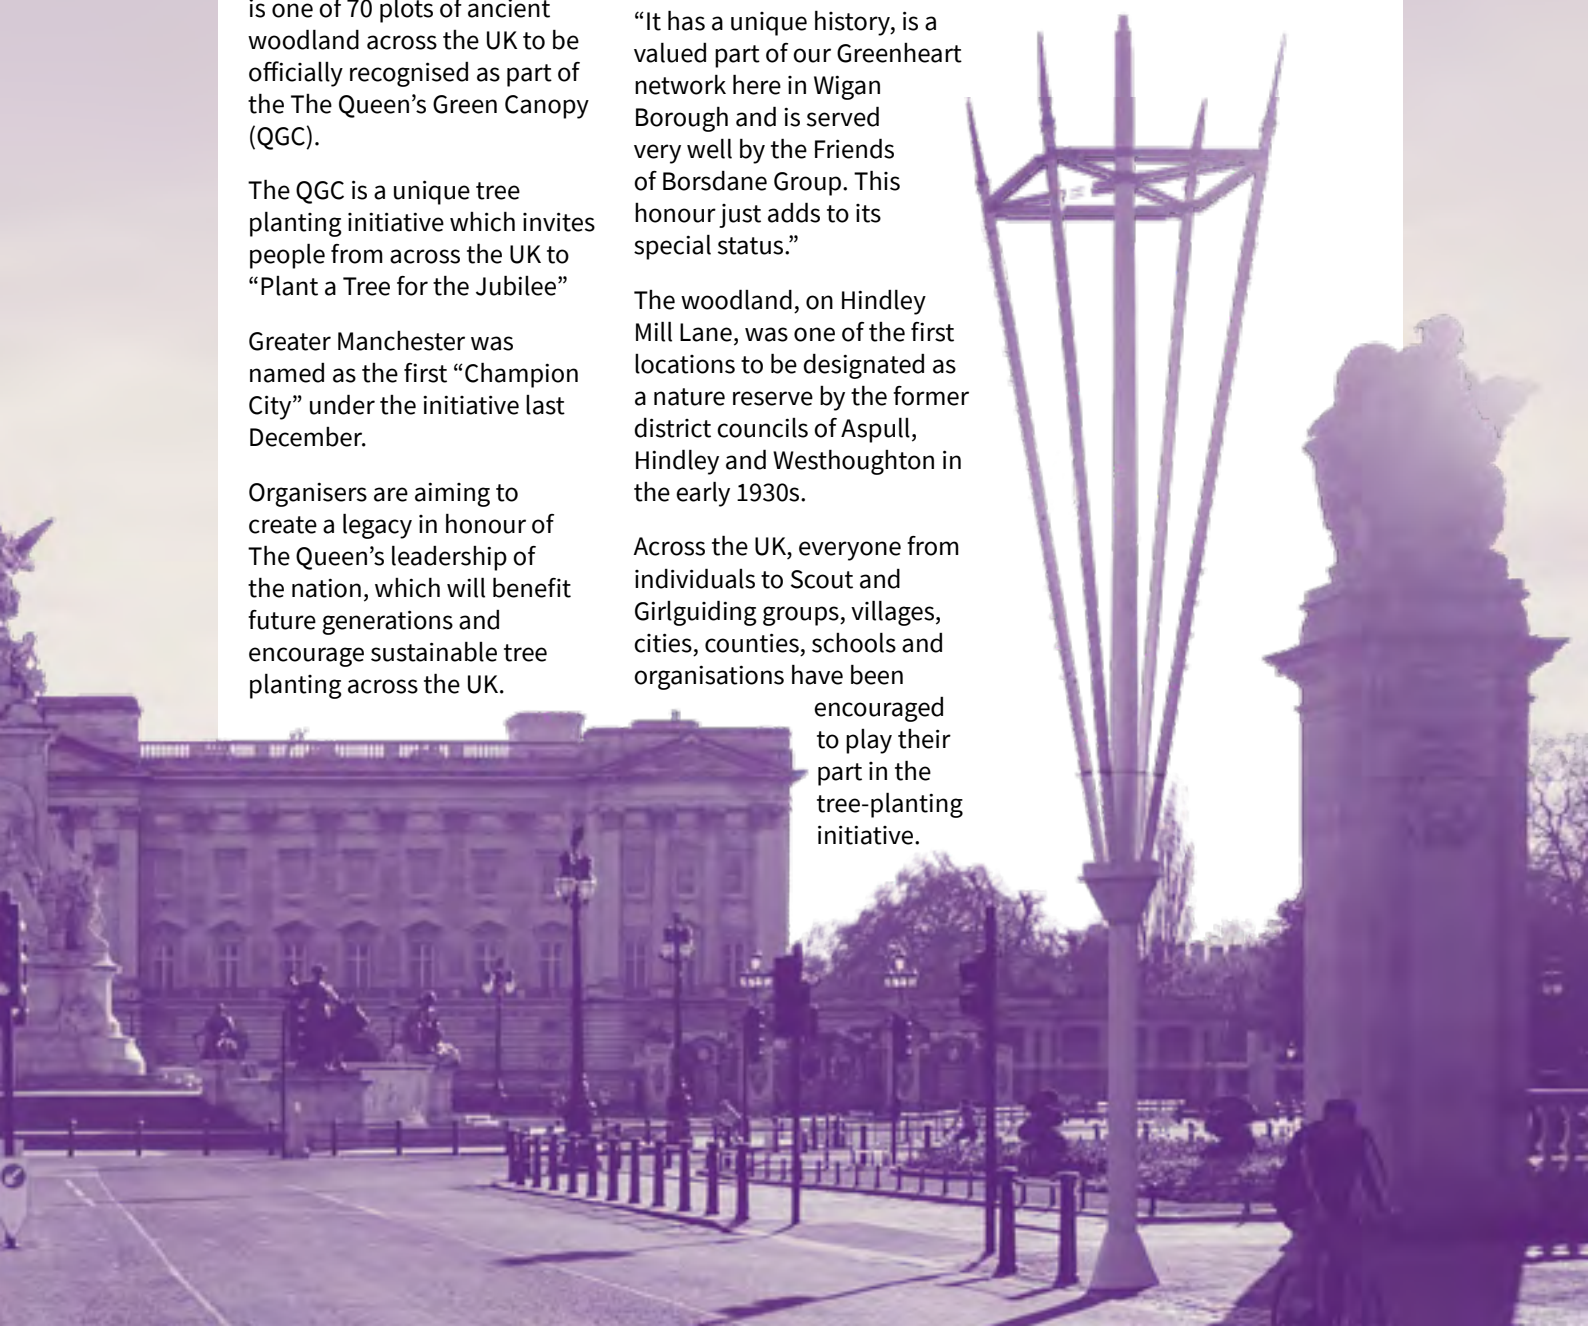 is one of 70 plots of ancient
woodland across the UK to be
officially recognised as part of
the The Queen’s Green Canopy
(QGC).
The QGC is a unique tree
planting initiative which invites
people from across the UK to
“Plant a Tree for the Jubilee”
Greater Manchester was
named as the first “Champion
City” under the initiative last
December.
Organisers are aiming to
create a legacy in honour of
The Queen’s leadership of
the nation, which will benefit
future generations and
encourage sustainable tree
planting across the UK.
“It has a unique history, is a
valued part of our Greenheart
network here in Wigan
Borough and is served
very well by the Friends
of Borsdane Group. This
honour just adds to its
special status.”
The woodland, on Hindley
Mill Lane, was one of the first
locations to be designated as
a nature reserve by the former
district councils of Aspull,
Hindley and Westhoughton in
the early 1930s.
Across the UK, everyone from
individuals to Scout and
Girlguiding groups, villages,
cities, counties, schools and
organisations have been
encouraged
to play their
part in the
tree-planting
initiative.